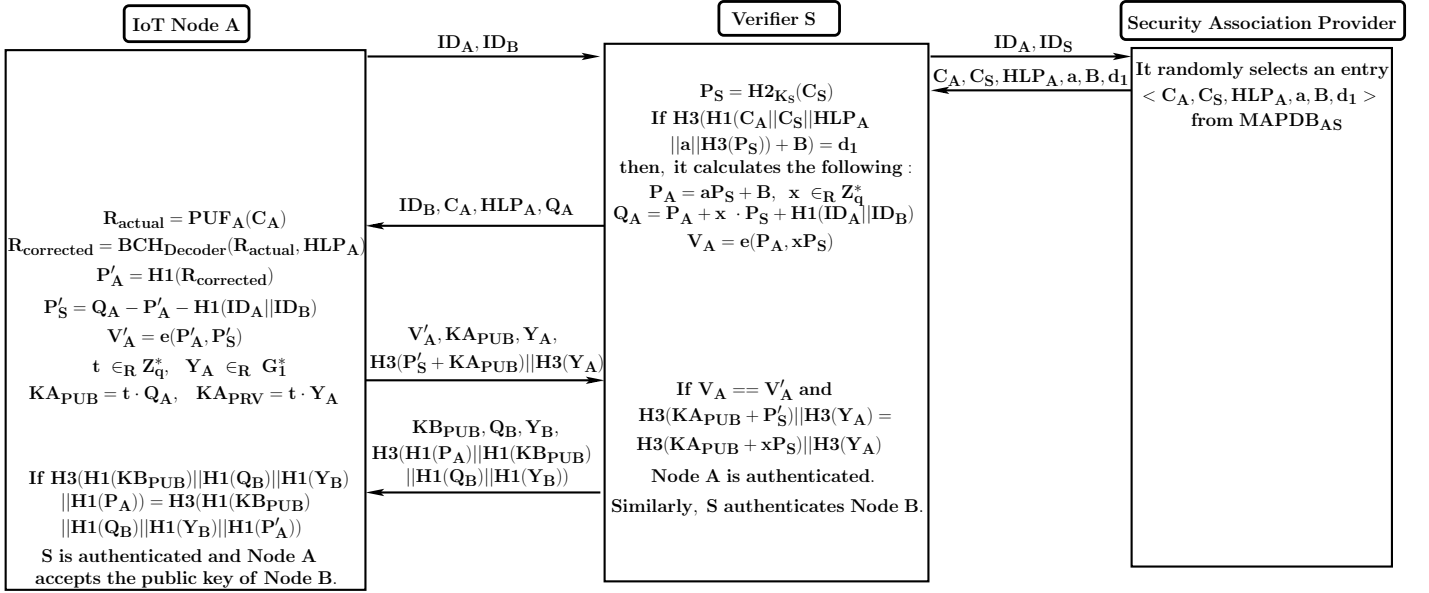 IoT Node A
Verifier S
Security Association Provider
ID_A, ID_B
ID_A, ID_S
C_A, C_S, HLP_A, a, B, d_1
It randomly selects an entry
< C_A, C_S, HLP_A, a, B, d_1 >
from MAPDB_AS
P_S = H2_{K_S}(C_S)
If H3(H1(C_A||C_S||HLP_A
||a||H3(P_S)) + B) = d_1
then, it calculates the following :
P_A = aP_S + B, x ∈_R Z_q^*
Q_A = P_A + x · P_S + H1(ID_A||ID_B)
V_A = e(P_A, xP_S)
ID_B, C_A, HLP_A, Q_A
R_actual = PUF_A(C_A)
R_corrected = BCH_Decoder(R_actual, HLP_A)
P'_A = H1(R_corrected)
P'_S = Q_A − P'_A − H1(ID_A||ID_B)
V'_A = e(P'_A, P'_S)
t ∈_R Z_q^*, Y_A ∈_R G_1^*
KA_PUB = t · Q_A, KA_PRV = t · Y_A
V'_A, KA_PUB, Y_A,
H3(P'_S + KA_PUB)||H3(Y_A)
If V_A == V'_A and
H3(KA_PUB + P'_S)||H3(Y_A) =
H3(KA_PUB + xP_S)||H3(Y_A)
Node A is authenticated.
Similarly, S authenticates Node B.
KB_PUB, Q_B, Y_B,
H3(H1(P_A)||H1(KB_PUB)
||H1(Q_B)||H1(Y_B))
If H3(H1(KB_PUB)||H1(Q_B)||H1(Y_B)
||H1(P_A)) = H3(H1(KB_PUB)
||H1(Q_B)||H1(Y_B)||H1(P'_A))
S is authenticated and Node A
accepts the public key of Node B.